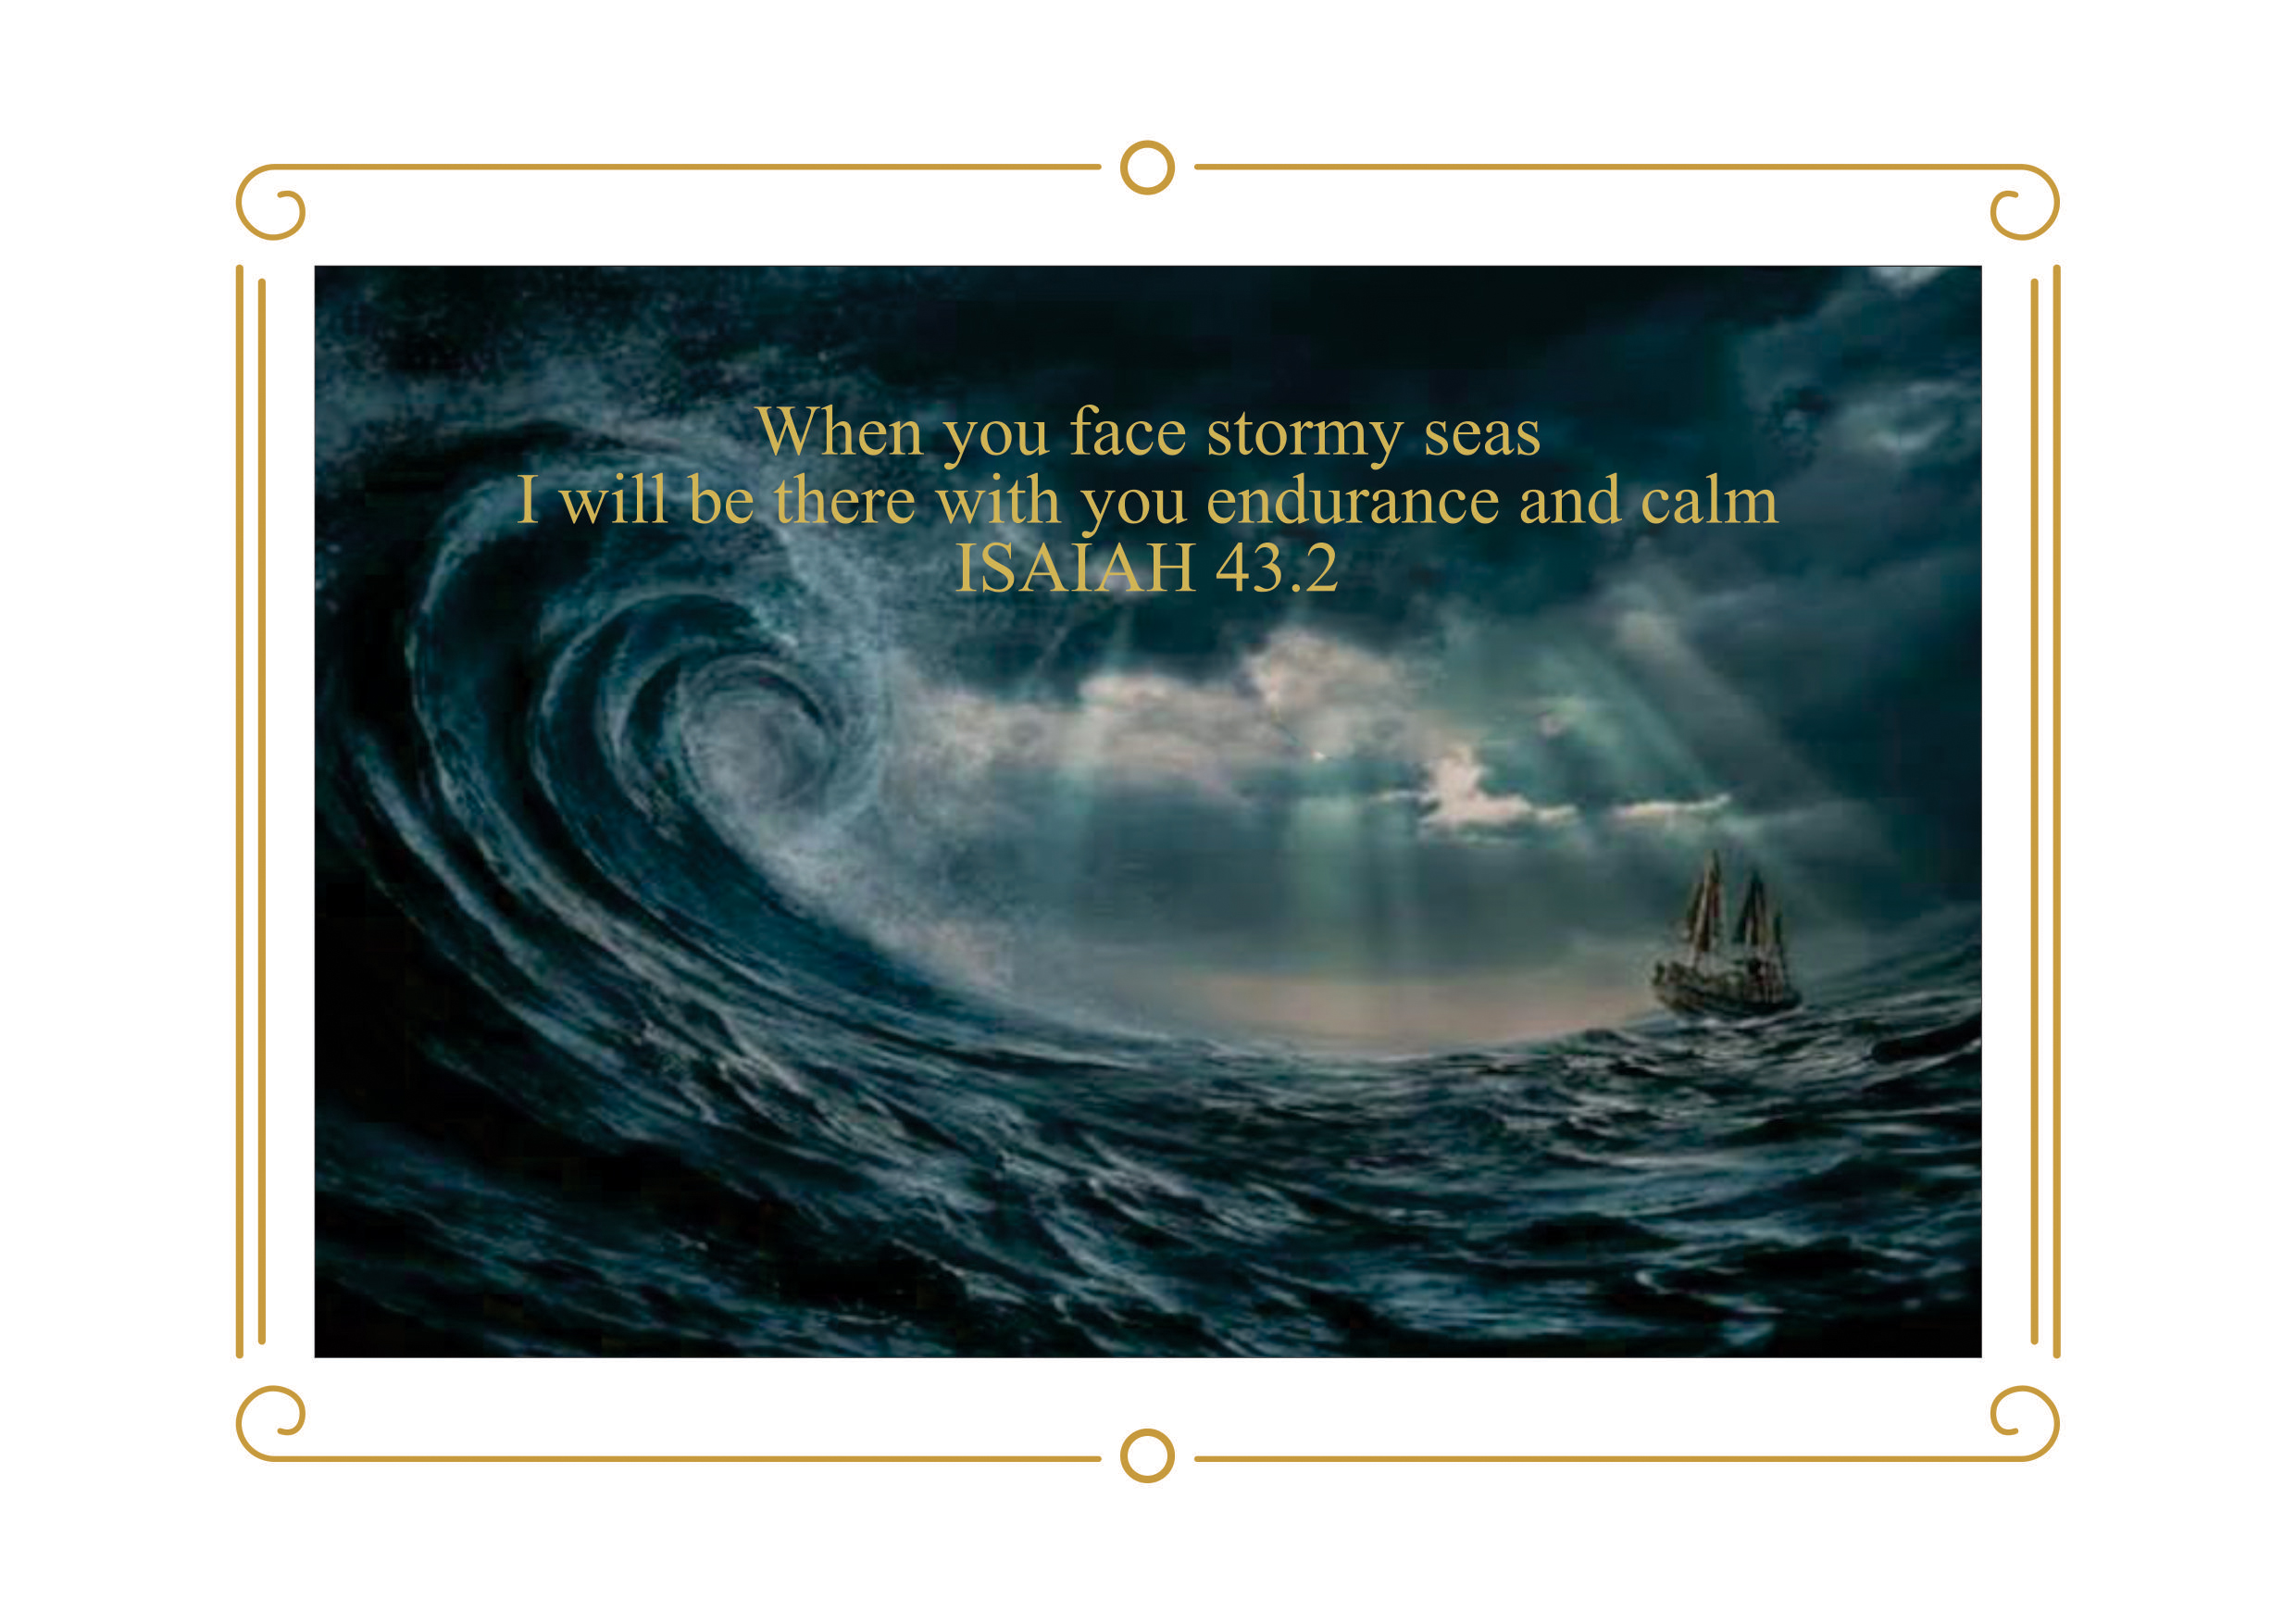 When you face stormy seas
I will be there with you endurance and calm
ISAIAH 43.2